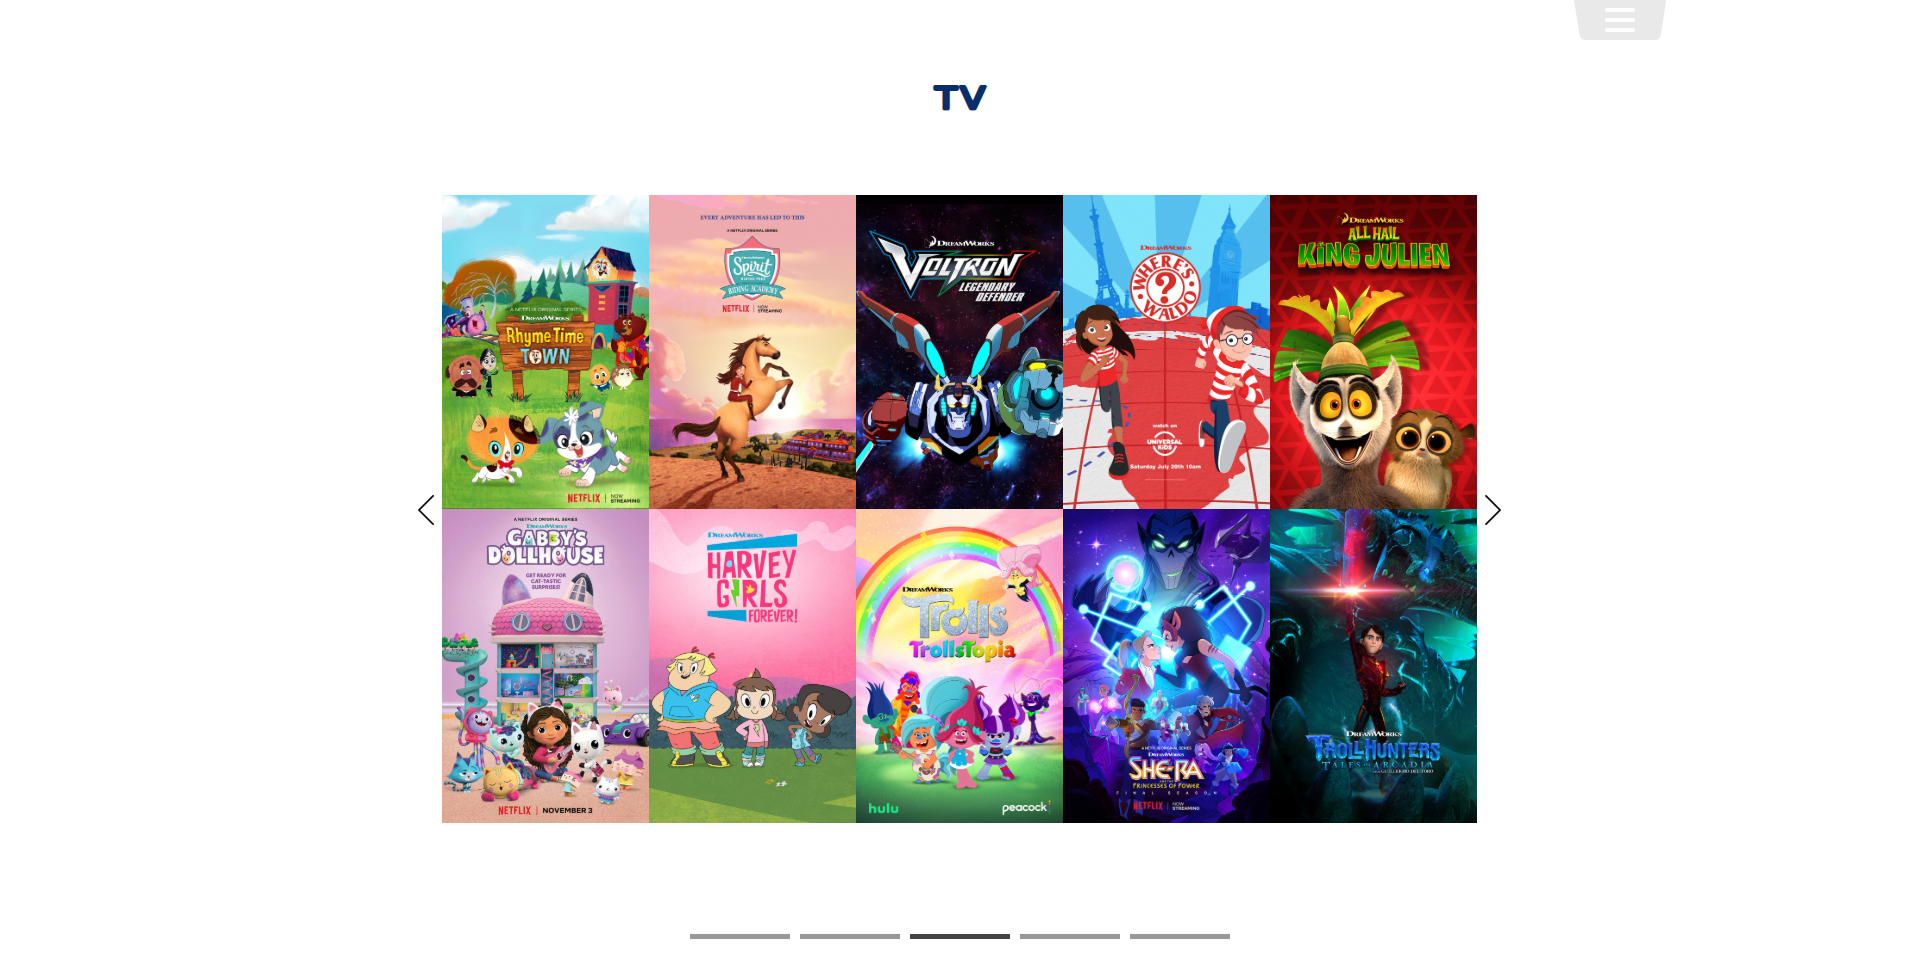 TV
A NETFLIX ORIGINAL SERIES
DREAMWORKS
Rhyme Time
TOWN
NETFLIX | NOW STREAMING
EVERY ADVENTURE HAS LED TO THIS
A NETFLIX ORIGINAL SERIES
Spirit
RIDING ACADEMY
NETFLIX | NOW STREAMING
DREAMWORKS
VOLTRON
LEGENDARY
DEFENDER
DREAMWORKS
WHERE'S
?
WALDO
watch on
UNIVERSAL
KIDS
Saturday July 20th 10am
DREAMWORKS
ALL HAIL
KING JULIEN
A NETFLIX ORIGINAL SERIES
DREAMWORKS
GABBY'S
DOLLHOUSE
GET READY FOR
CAT-TASTIC
SURPRISES!
NETFLIX | NOVEMBER 3
DREAMWORKS
HARVEY
GIRLS
FOREVER!
DREAMWORKS
Trolls
TrollsTopia
hulu
peacock
A NETFLIX ORIGINAL SERIES
DREAMWORKS
SHE-RA
AND THE
PRINCESSES OF POWER
FINAL SEASON
NETFLIX | NOW STREAMING
DREAMWORKS
TROLLHUNTERS
TALES OF ARCADIA
GUILLERMO DEL TORO